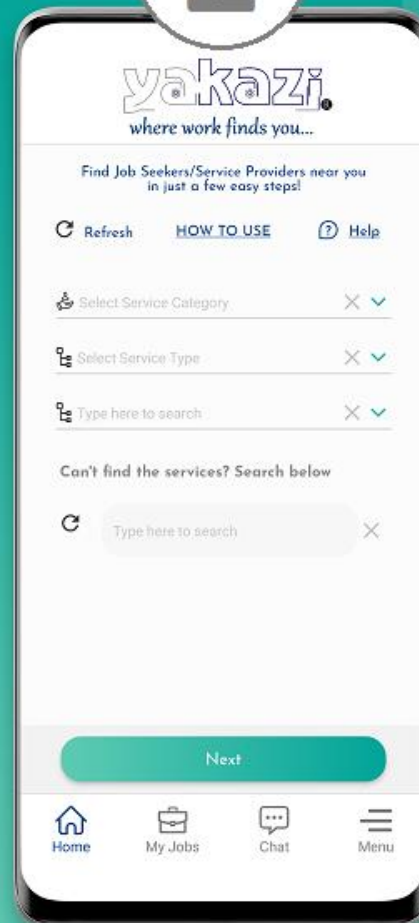 yakazi
where work finds you...
Find Job Seekers/Service Providers near you
in just a few easy steps!
Refresh HOW TO USE ? Help
Select Service Category
Select Service Type
Type here to search
Can't find the services? Search below
Type here to search
Next
Home My Jobs Chat Menu